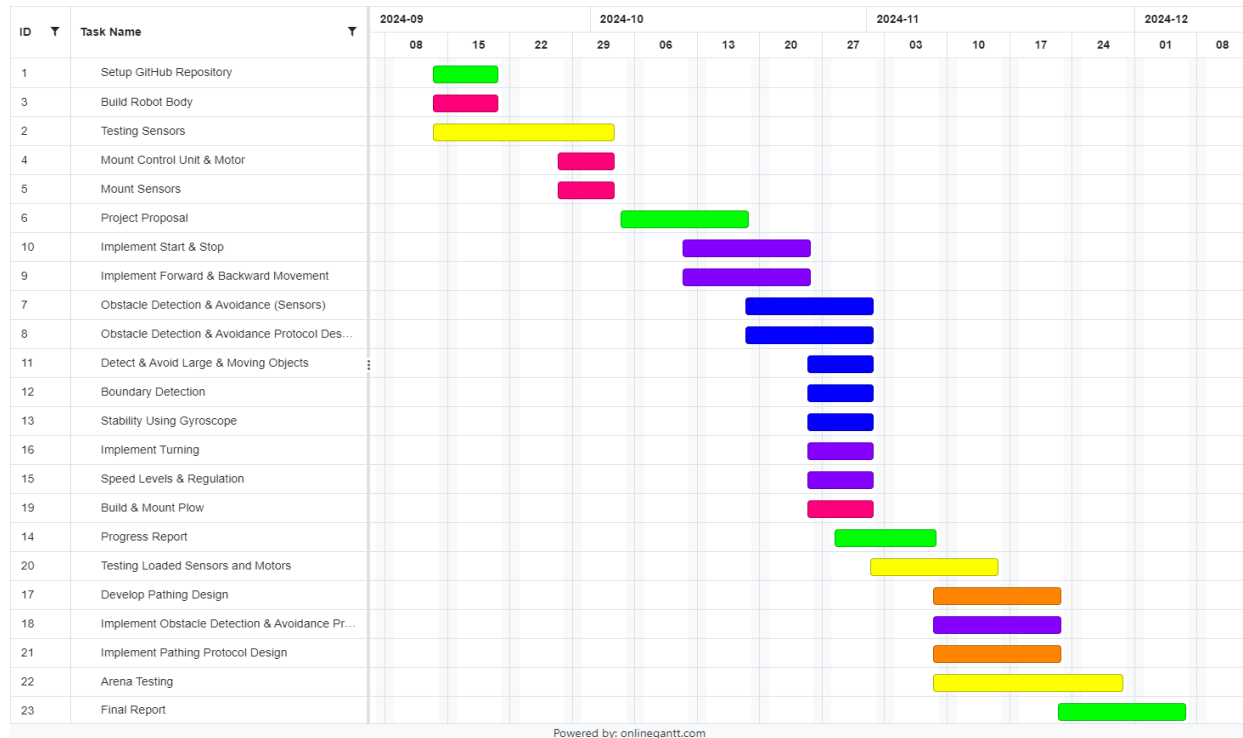 ID Task Name 2024-09 2024-10 2024-11 2024-12
08 15 22 29 06 13 20 27 03 10 17 24 01 08
1 Setup GitHub Repository
3 Build Robot Body
2 Testing Sensors
4 Mount Control Unit & Motor
5 Mount Sensors
6 Project Proposal
10 Implement Start & Stop
9 Implement Forward & Backward Movement
7 Obstacle Detection & Avoidance (Sensors)
8 Obstacle Detection & Avoidance Protocol Des...
11 Detect & Avoid Large & Moving Objects
12 Boundary Detection
13 Stability Using Gyroscope
16 Implement Turning
15 Speed Levels & Regulation
19 Build & Mount Plow
14 Progress Report
20 Testing Loaded Sensors and Motors
17 Develop Pathing Design
18 Implement Obstacle Detection & Avoidance Pr...
21 Implement Pathing Protocol Design
22 Arena Testing
23 Final Report
Powered by: onlinegantt.com